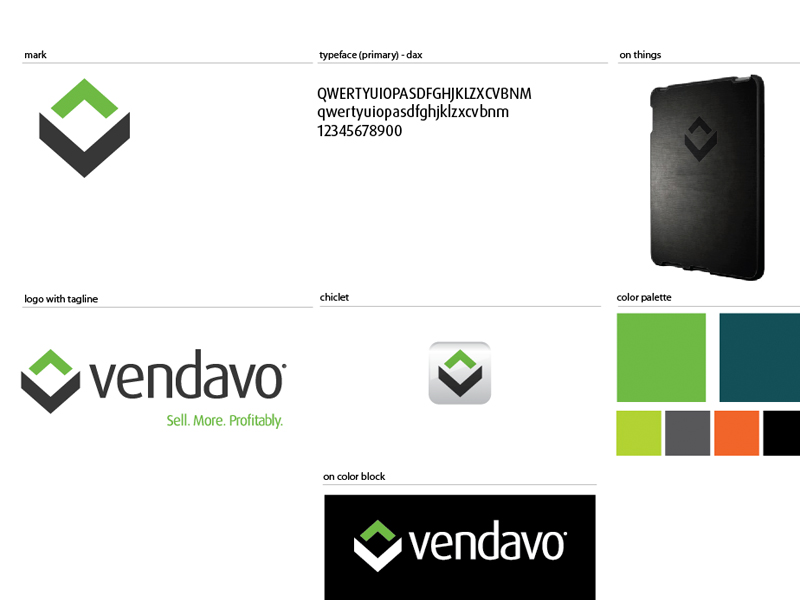 mark
typeface (primary) - dax
on things
QWERTYUIOPASDFGHJKLZXCVBNM
qwertyuiopasdfghjklzxcvbnm
12345678900
logo with tagline
chiclet
color palette
vendavo
Sell. More. Profitably.
on color block
vendavo